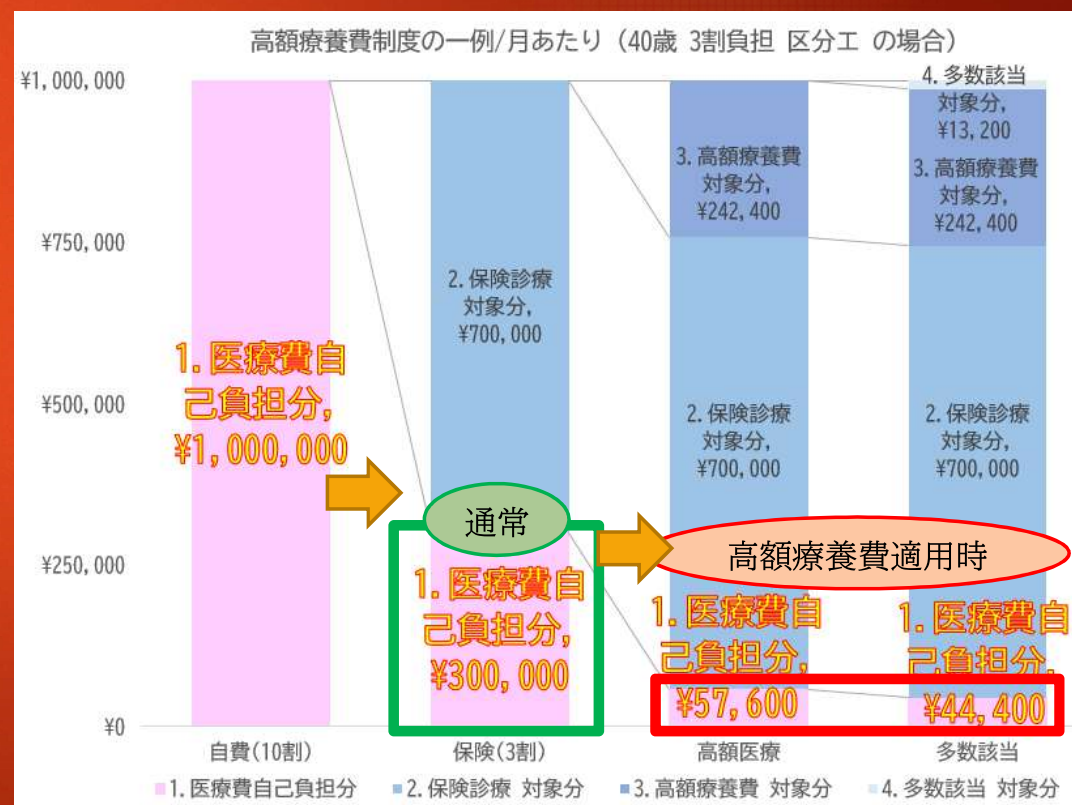 高額療養費制度の一例/月あたり（40歳 3割負担 区分エ の場合）
¥1,000,000
¥750,000
¥500,000
¥250,000
¥0
1.医療費自
己負担分,
¥1,000,000
2.保険診療
対象分,
¥700,000
通常
1.医療費自
己負担分,
¥300,000
3.高額療養費
対象分,
¥242,400
2.保険診療
対象分,
¥700,000
4.多数該当
対象分,
¥13,200
3.高額療養費
対象分,
¥242,400
2.保険診療
対象分,
¥700,000
高額療養費適用時
1.医療費自
己負担分,
¥57,600
1.医療費自
己負担分,
¥44,400
自費(10割)
保険(3割)
高額医療
多数該当
1.医療費自己負担分
2.保険診療 対象分
3.高額療養費 対象分
4.多数該当 対象分